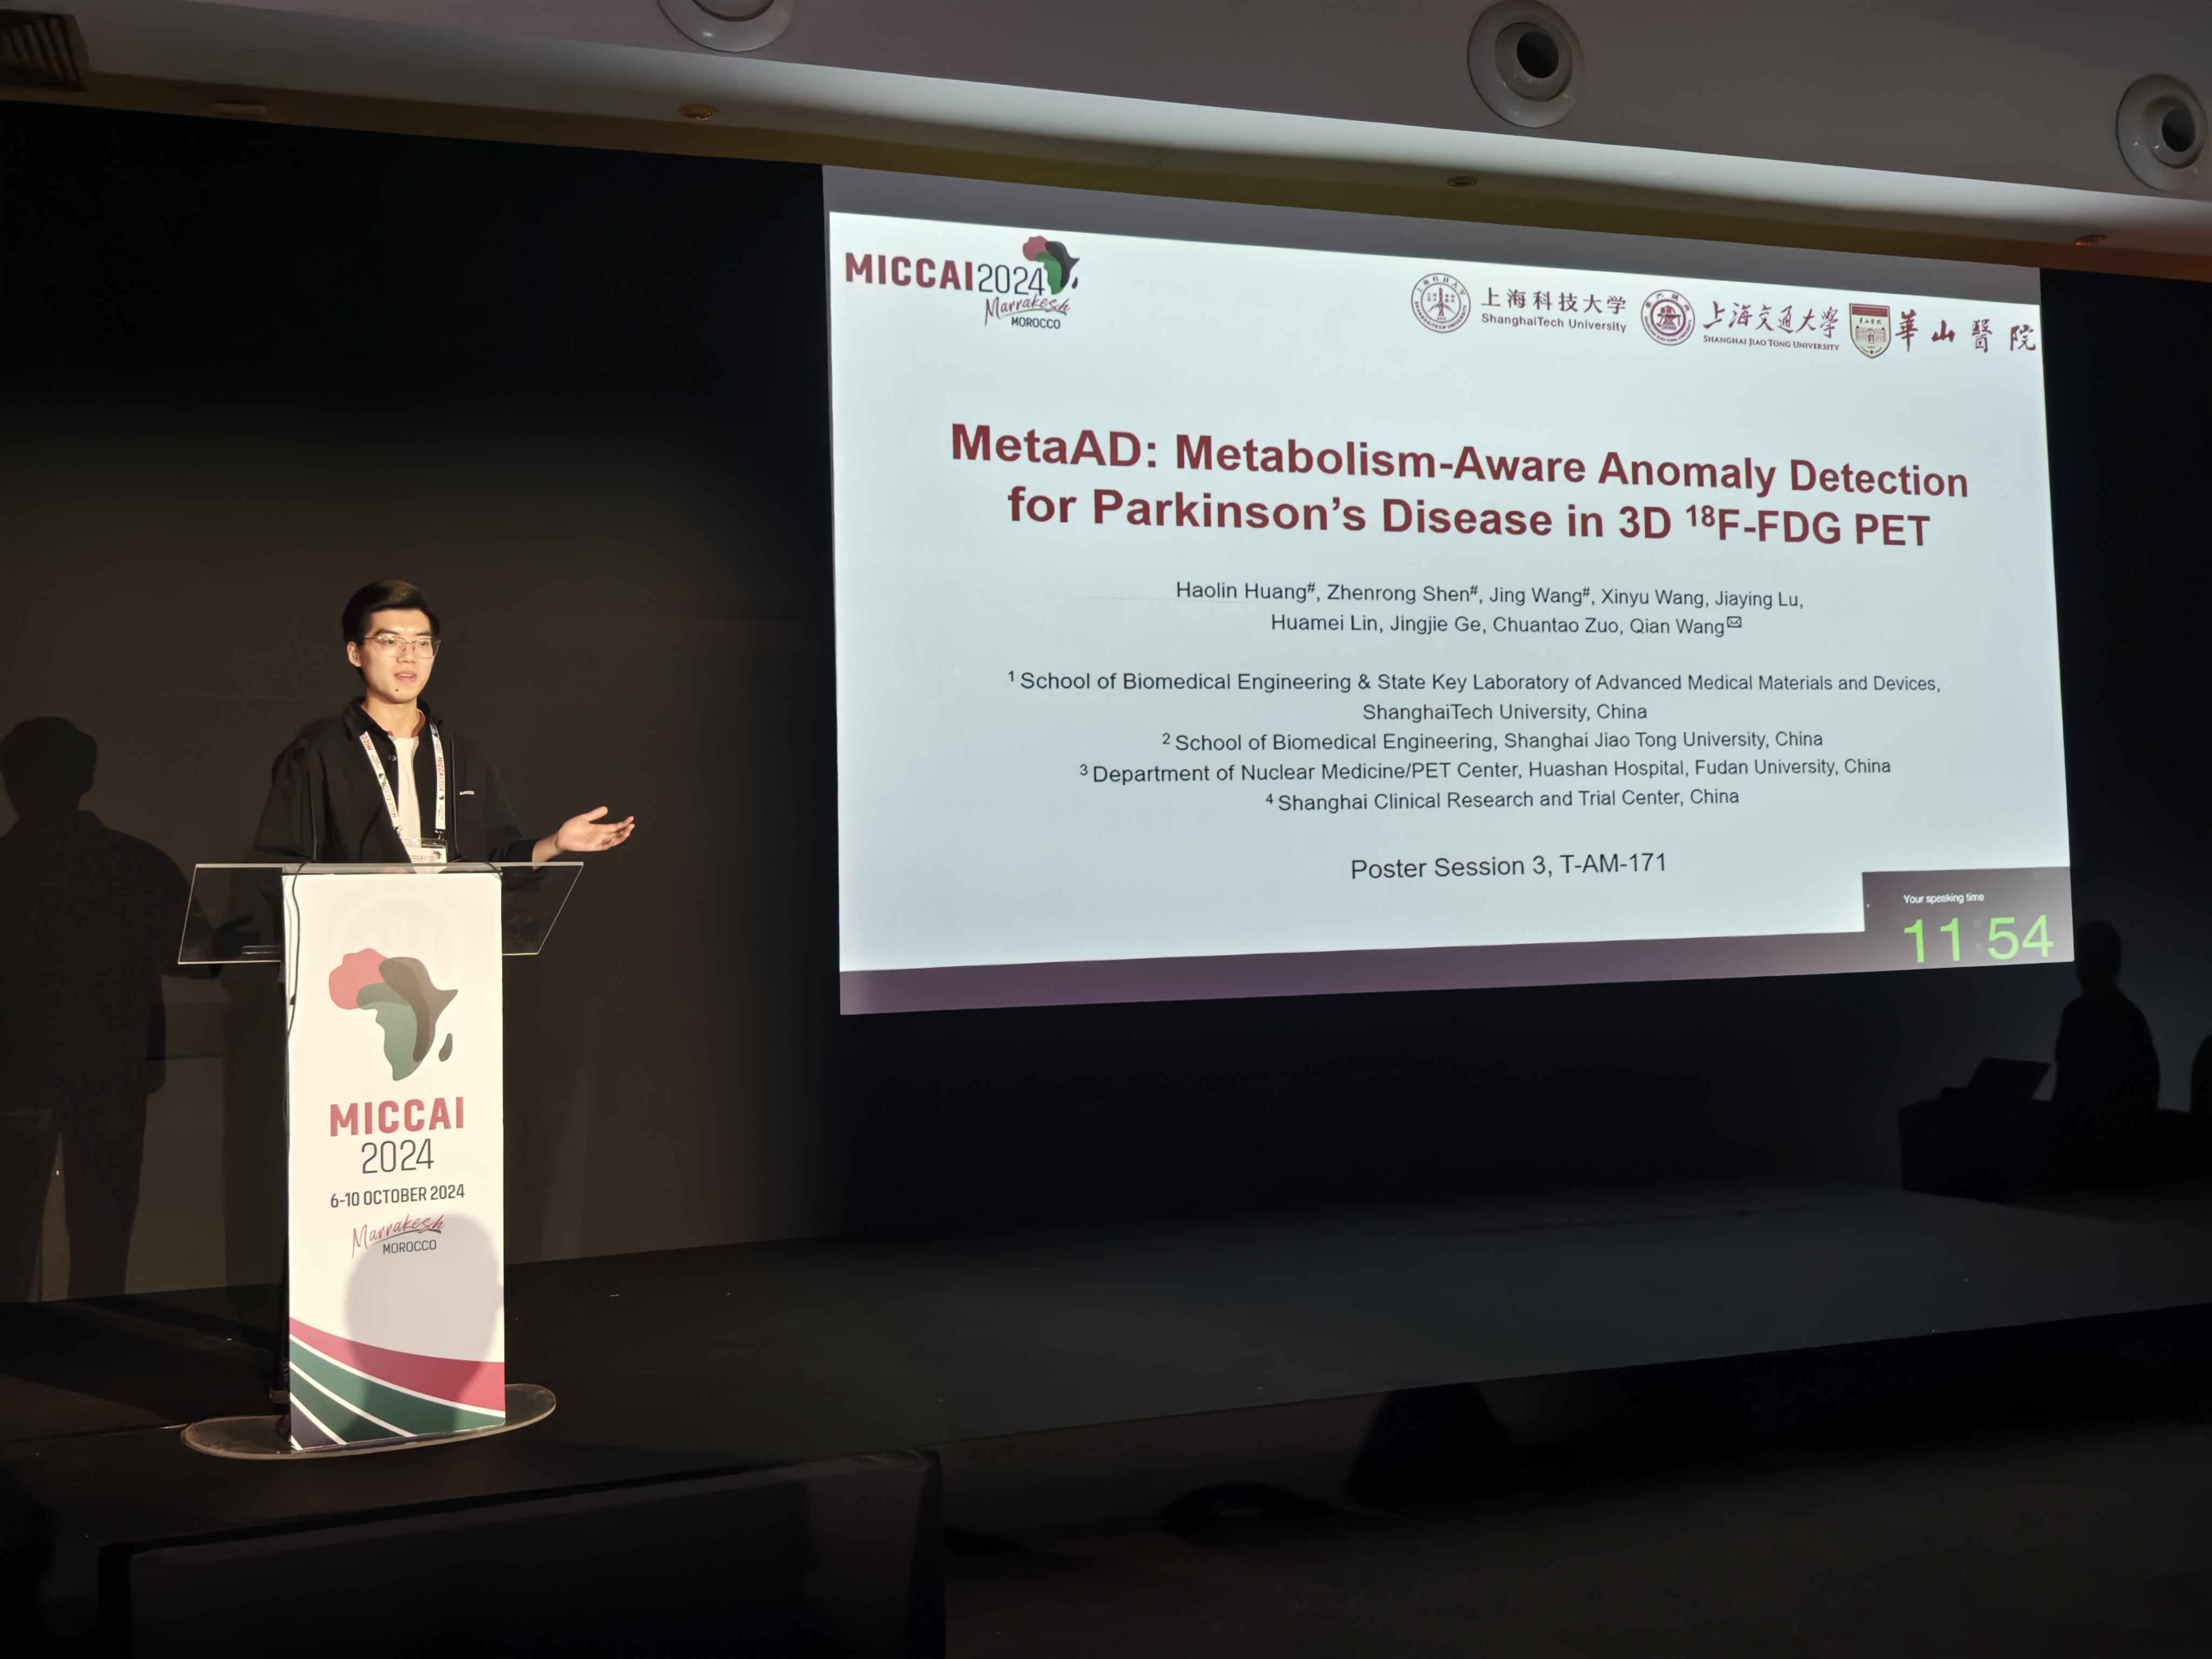 MICCAI2024
Marrakesh
MOROCCO
上海科技大学
ShanghaiTech University
上海交通大学
SHANGHAI JIAO TONG UNIVERSITY
華山醫院
MetaAD: Metabolism-Aware Anomaly Detection
for Parkinson’s Disease in 3D ¹⁸F-FDG PET
Haolin Huang#, Zhenrong Shen#, Jing Wang#, Xinyu Wang, Jiaying Lu,
Huamei Lin, Jingjie Ge, Chuantao Zuo, Qian Wang✉
¹ School of Biomedical Engineering & State Key Laboratory of Advanced Medical Materials and Devices,
ShanghaiTech University, China
² School of Biomedical Engineering, Shanghai Jiao Tong University, China
³ Department of Nuclear Medicine/PET Center, Huashan Hospital, Fudan University, China
⁴ Shanghai Clinical Research and Trial Center, China
Poster Session 3, T-AM-171
Your speaking time
11:54
MICCAI
2024
6-10 OCTOBER 2024
Marrakesh
MOROCCO